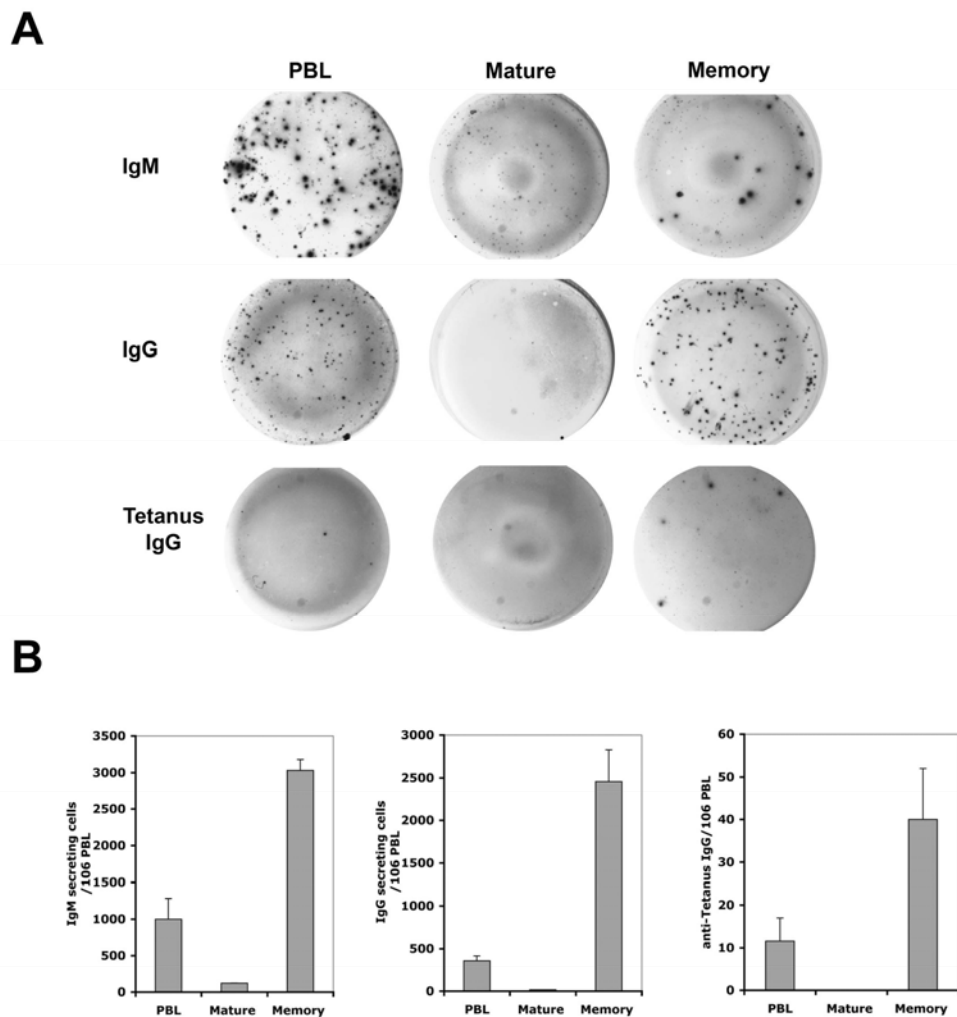 A
PBL Mature Memory
IgM
IgG
Tetanus
IgG
B
IgM secreting cells
/106 PBL
3500
3000
2500
2000
1500
1000
500
0
PBL Mature Memory
IgG secreting cells
/106 PBL
3000
2500
2000
1500
1000
500
0
PBL Mature Memory
anti-Tetanus IgG/106 PBL
60
50
40
30
20
10
0
PBL Mature Memory